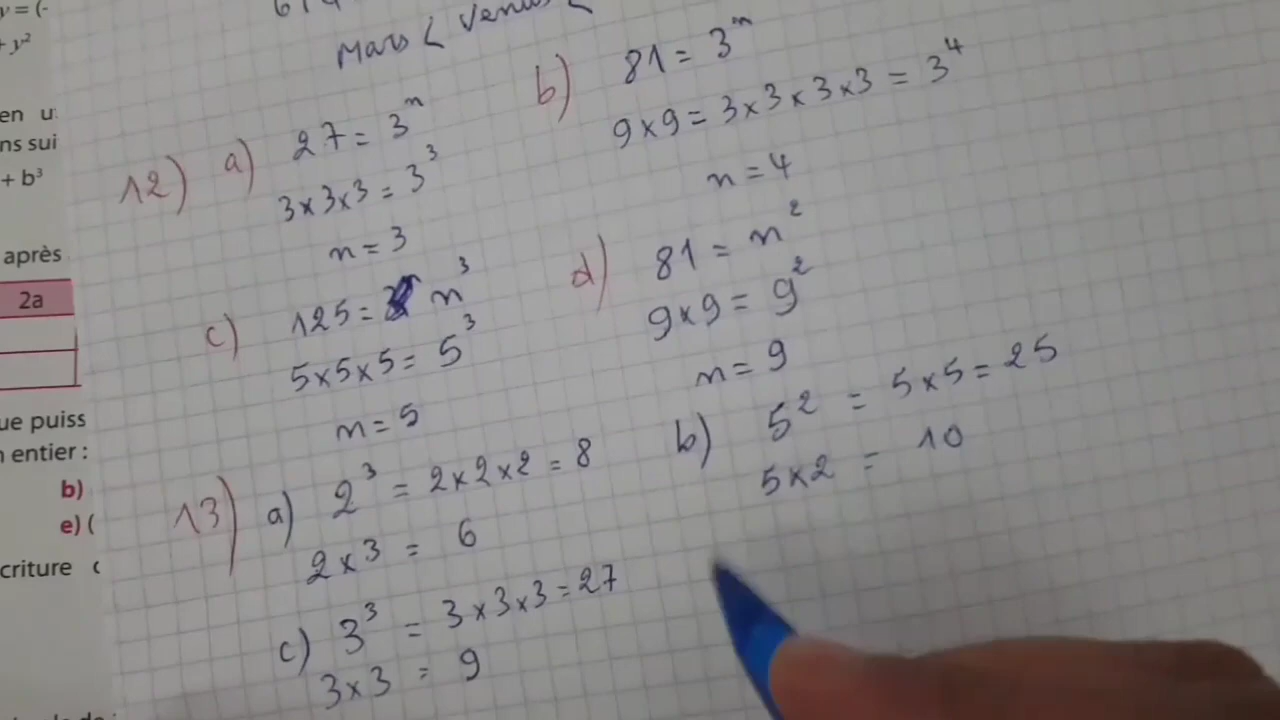 + y²
en u
ns sui
+ b³
après
2a
ue puiss
n entier :
b)
e) (
criture
Mars < Venus <
12) a) 27 = 3ⁿ
3×3×3 = 3³
n = 3
b) 81 = 3ⁿ
9×9 = 3×3×3×3 = 3⁴
n = 4
c) 125 = n³
5×5×5 = 5³
n = 5
d) 81 = n²
9×9 = 9²
n = 9
13) a) 2³ = 2×2×2 = 8
2×3 = 6
b) 5² = 5×5 = 25
5×2 = 10
c) 3³ = 3×3×3 = 27
3×3 = 9